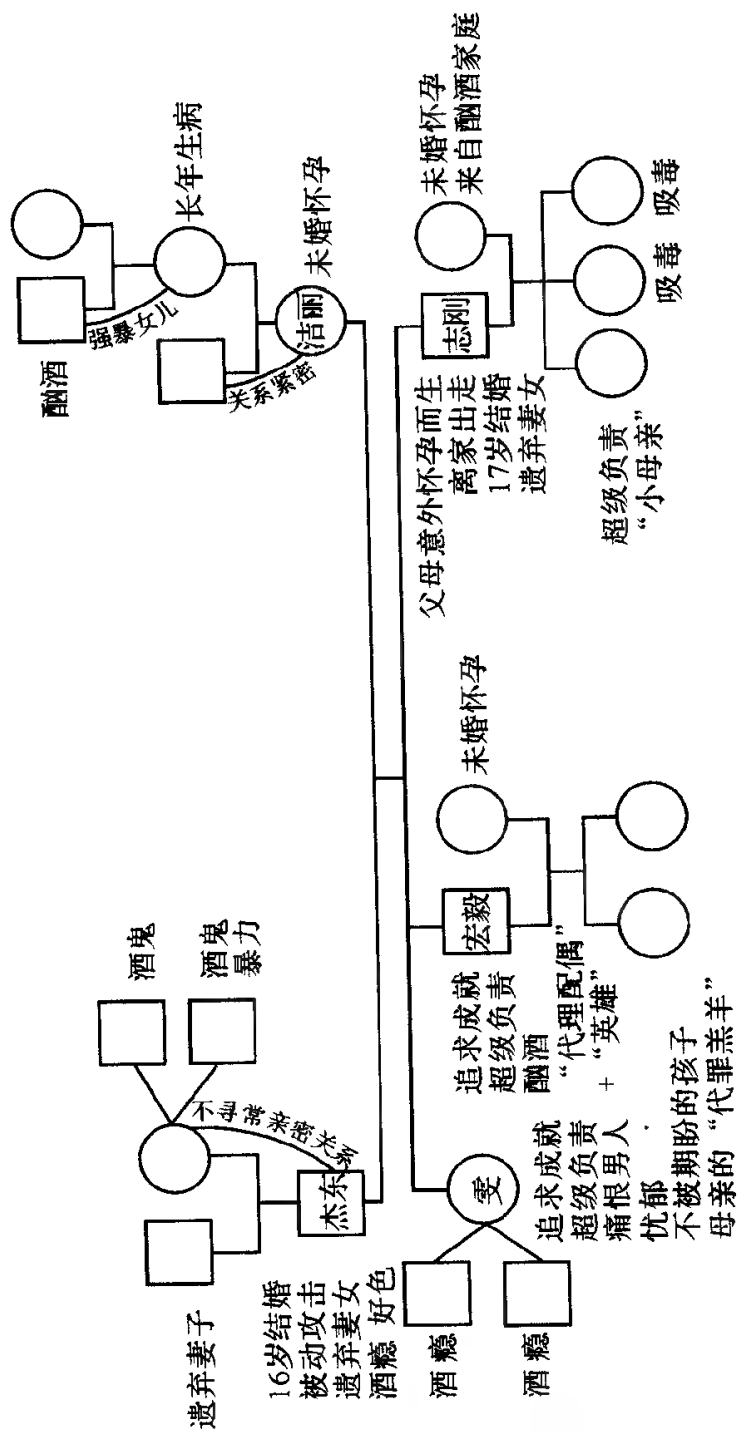 遗弃妻子
酒鬼
酒鬼
暴力
不母常亲密关系
杰东
16岁结婚
被动攻击
遗弃妻女
酒瘾 好色
酗酒
强暴女儿
长年生病
关系紧密
洁丽
未婚怀孕
酒瘾
酒瘾
雯
追求成就
超级负责
痛恨男人
忧郁
不被期盼的孩子
母亲的“代罪羔羊”
宏毅
未婚怀孕
追求成就
超级负责
酗酒
“代理配偶”
+“英雄”
父母意外怀孕而生
离家出走
17岁结婚
遗弃妻女
志刚
未婚怀孕
来自酗酒家庭
超级负责
“小母亲”
吸毒
吸毒